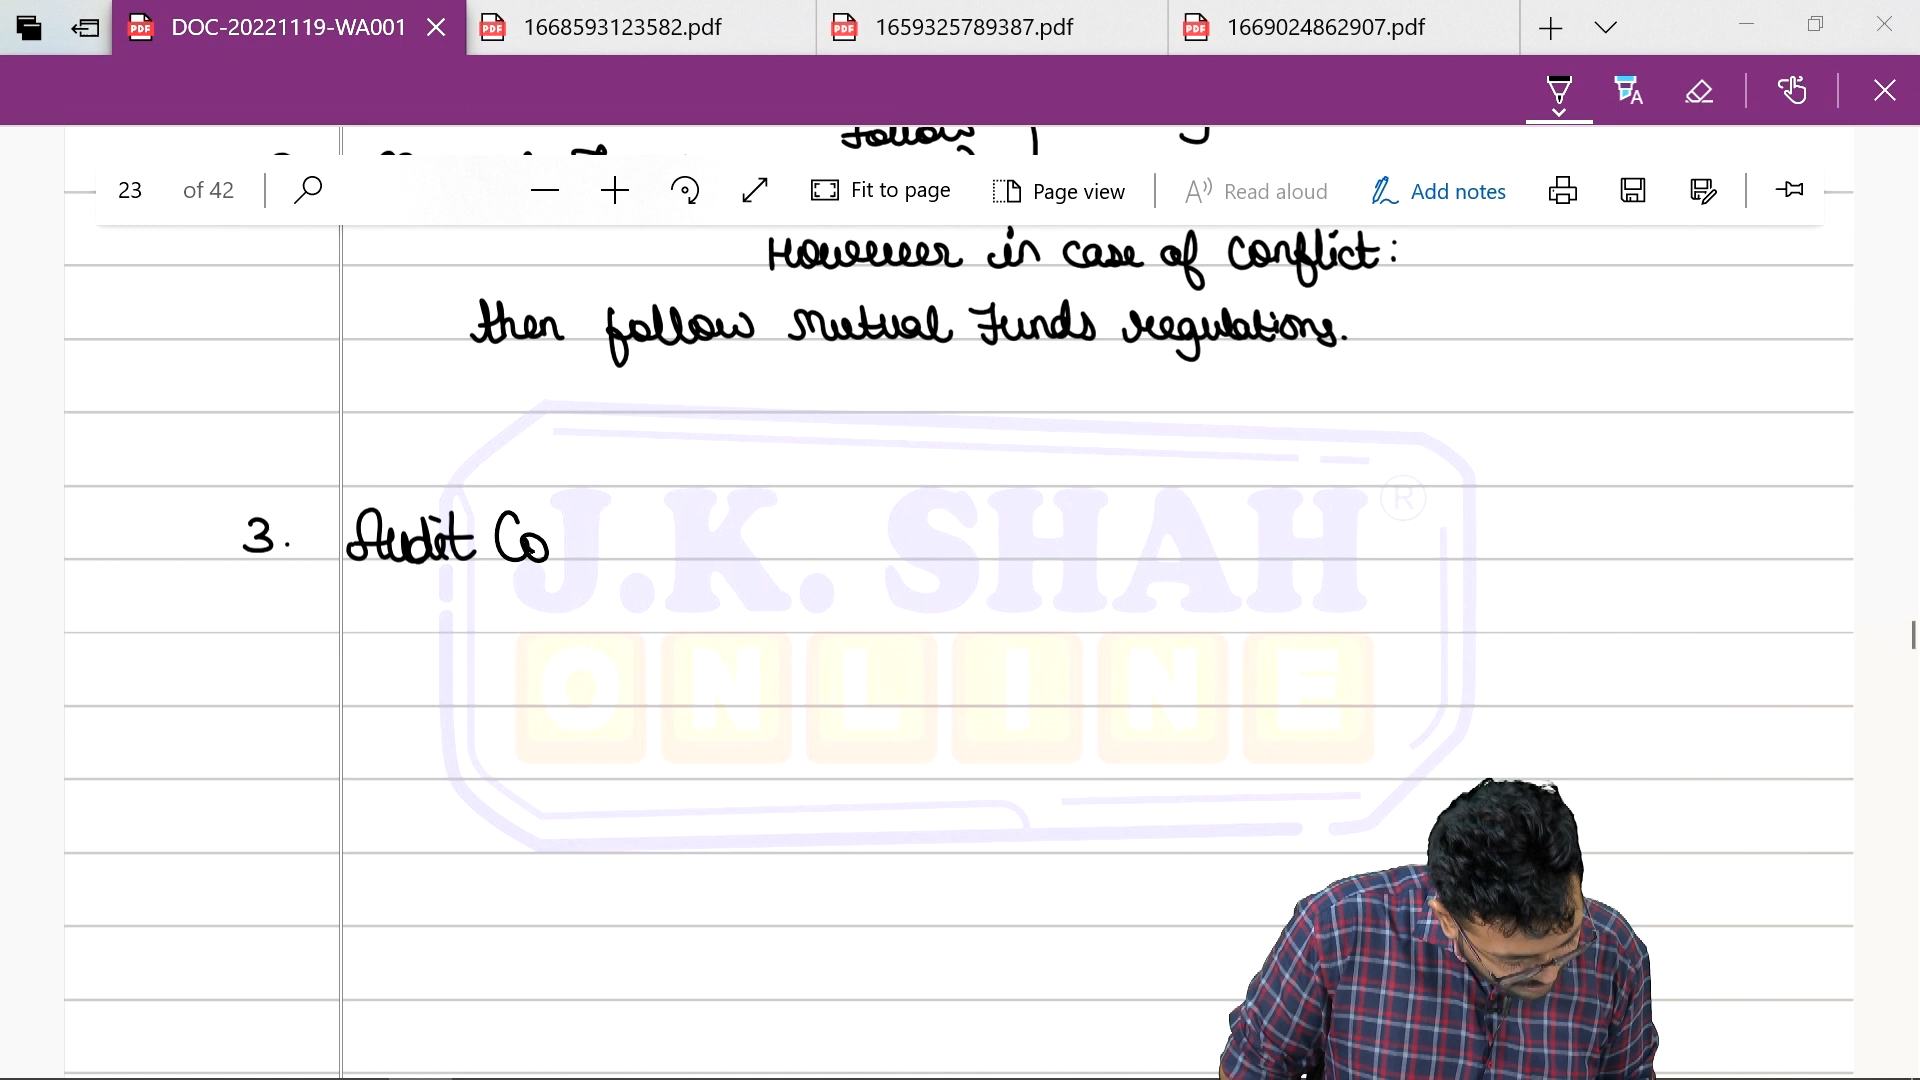 DOC-20221119-WA001
1668593123582.pdf
1659325789387.pdf
1669024862907.pdf
Follow
23 of 42
Fit to page
Page view
Read aloud
Add notes
However in case of conflict:
then follow Mutual Funds regulations.
J.K. SHAH ®
ONLINE
3. Audit Co